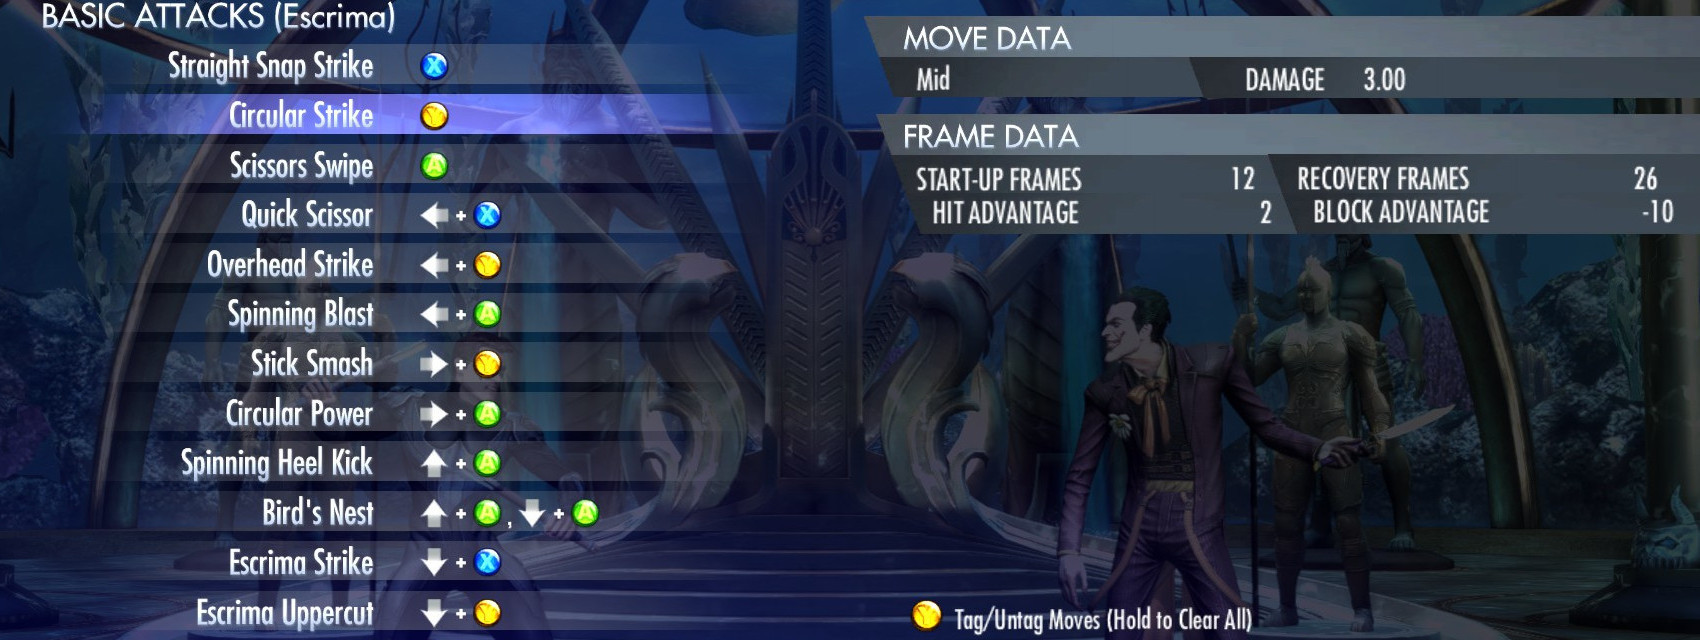 BASIC ATTACKS (Escrima)
Straight Snap Strike X
Circular Strike Y
Scissors Swipe A
Quick Scissor ← + X
Overhead Strike ← + Y
Spinning Blast ← + A
Stick Smash → + Y
Circular Power → + A
Spinning Heel Kick ↑ + A
Bird's Nest ↑ + A , ↓ + A
Escrima Strike ↓ + X
Escrima Uppercut ↓ + Y
MOVE DATA
Mid DAMAGE 3.00
FRAME DATA
START-UP FRAMES 12 RECOVERY FRAMES 26
HIT ADVANTAGE 2 BLOCK ADVANTAGE -10
Y Tag/Untag Moves (Hold to Clear All)